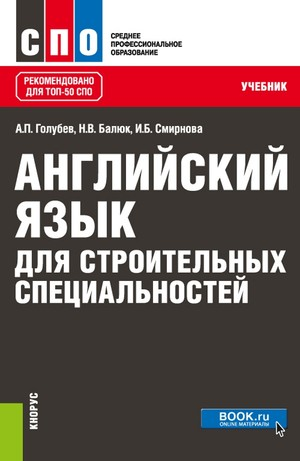 СПО
СРЕДНЕЕ
ПРОФЕССИОНАЛЬНОЕ
ОБРАЗОВАНИЕ
РЕКОМЕНДОВАНО
ДЛЯ ТОП-50 СПО
УЧЕБНИК
А.П. Голубев, Н.В. Балюк, И.Б. Смирнова
АНГЛИЙСКИЙ
ЯЗЫК
ДЛЯ СТРОИТЕЛЬНЫХ
СПЕЦИАЛЬНОСТЕЙ
КНОРУС
BOOK.ru
ONLINE МАТЕРИАЛЫ